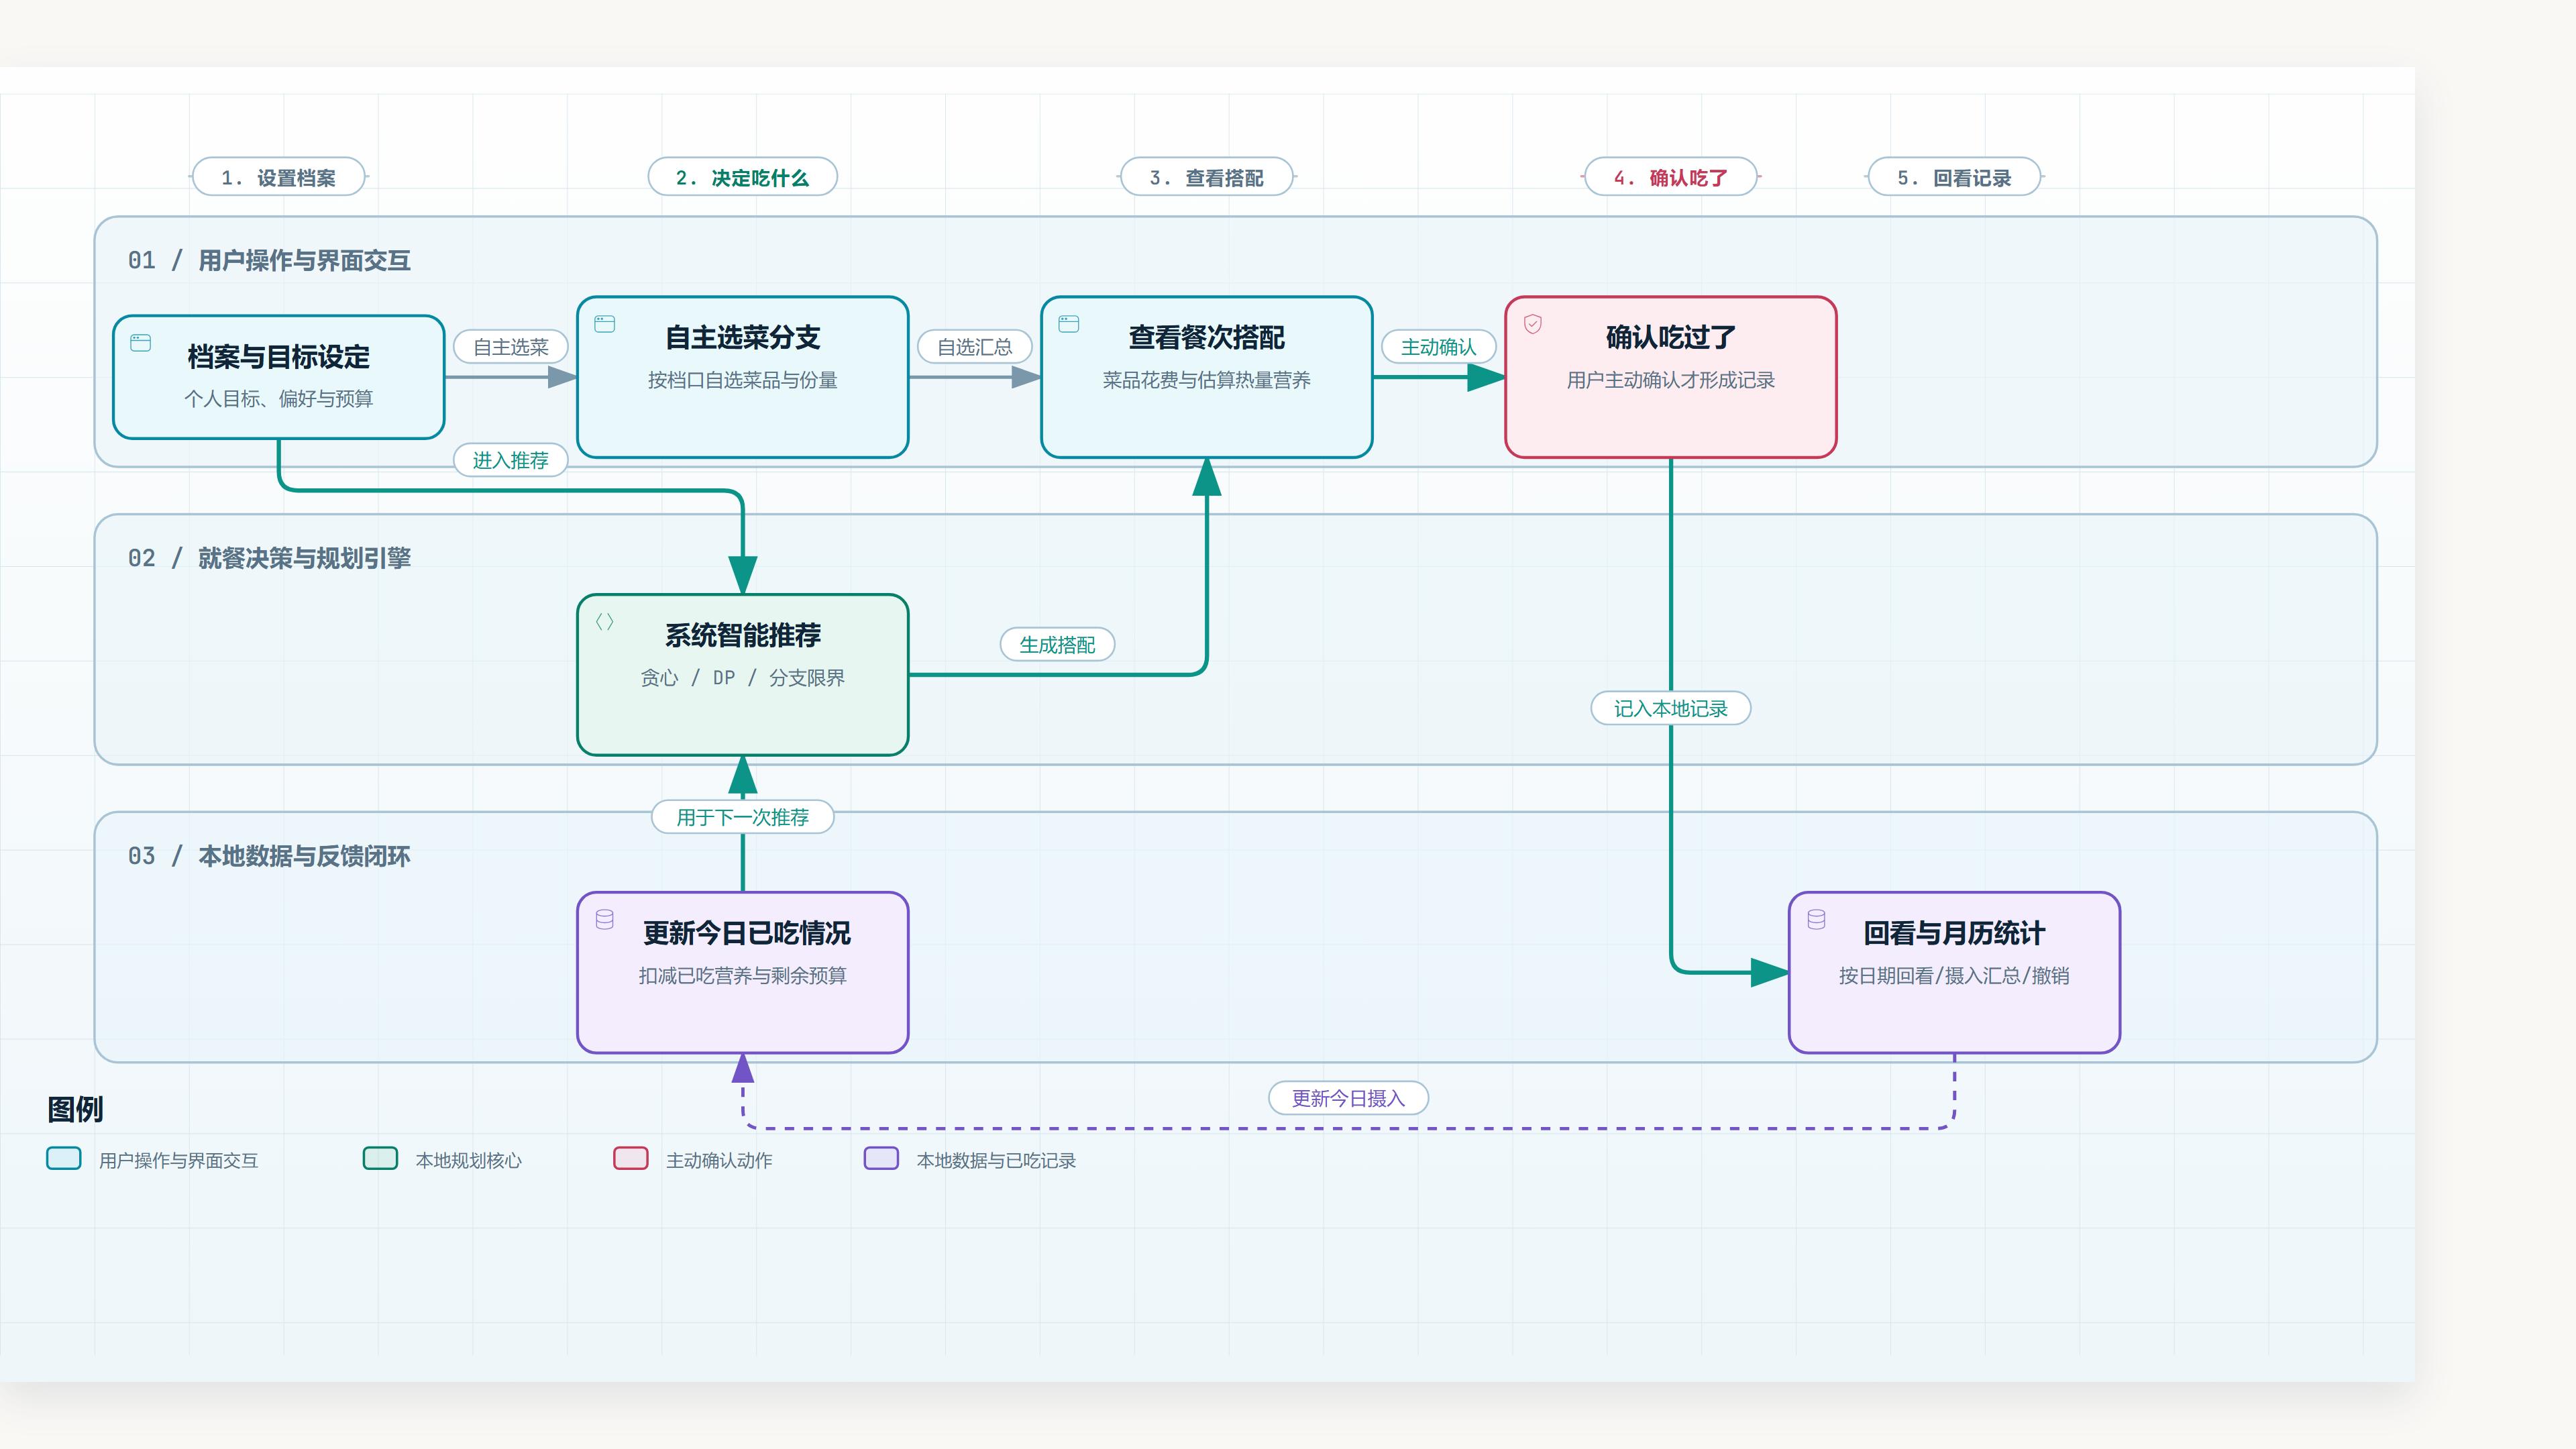 1. 设置档案
2. 决定吃什么
3. 查看搭配
4. 确认吃了
5. 回看记录
01 / 用户操作与界面交互
档案与目标设定
个人目标、偏好与预算
自主选菜
自主选菜分支
按档口自选菜品与份量
自选汇总
查看餐次搭配
菜品花费与估算热量营养
主动确认
确认吃过了
用户主动确认才形成记录
进入推荐
02 / 就餐决策与规划引擎
系统智能推荐
贪心 / DP / 分支限界
生成搭配
记入本地记录
用于下一次推荐
03 / 本地数据与反馈闭环
更新今日已吃情况
扣减已吃营养与剩余预算
回看与月历统计
按日期回看/摄入汇总/撤销
更新今日摄入
图例
用户操作与界面交互
本地规划核心
主动确认动作
本地数据与已吃记录